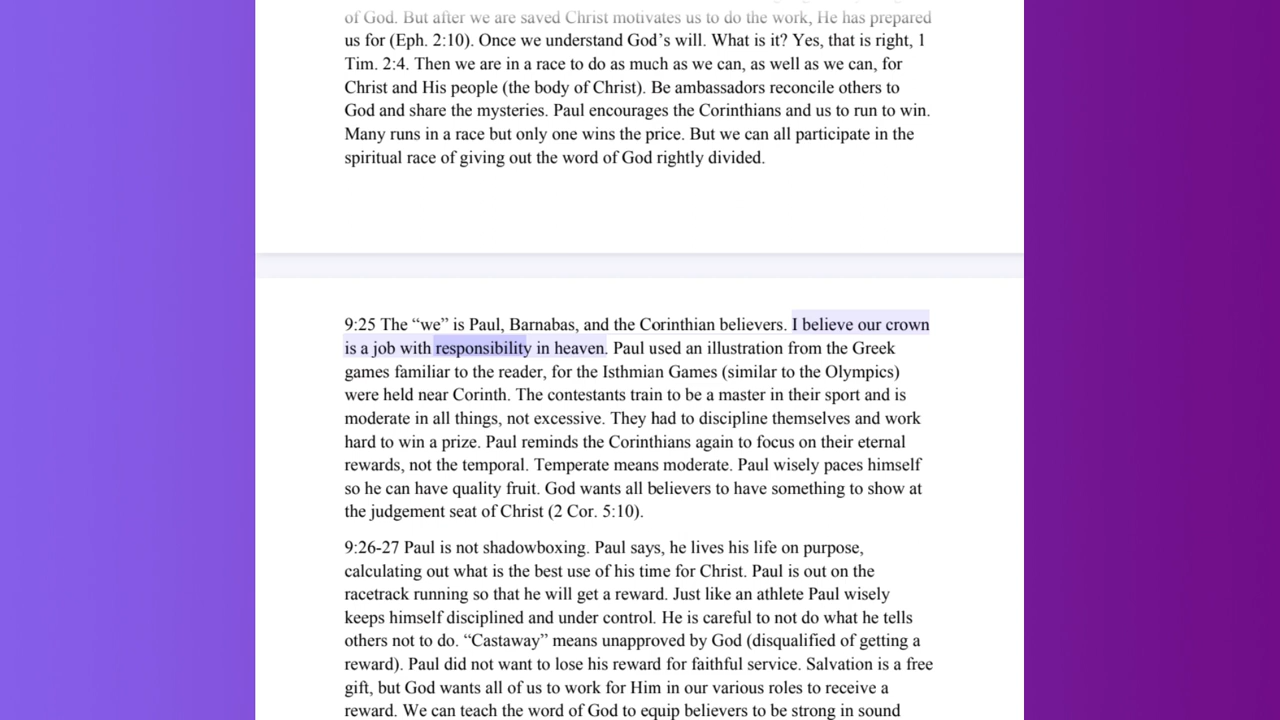 of God. But after we are saved Christ motivates us to do the work, He has prepared
us for (Eph. 2:10). Once we understand God’s will. What is it? Yes, that is right, 1
Tim. 2:4. Then we are in a race to do as much as we can, as well as we can, for
Christ and His people (the body of Christ). Be ambassadors reconcile others to
God and share the mysteries. Paul encourages the Corinthians and us to run to win.
Many runs in a race but only one wins the price. But we can all participate in the
spiritual race of giving out the word of God rightly divided.
9:25 The “we” is Paul, Barnabas, and the Corinthian believers. I believe our crown
is a job with responsibility in heaven. Paul used an illustration from the Greek
games familiar to the reader, for the Isthmian Games (similar to the Olympics)
were held near Corinth. The contestants train to be a master in their sport and is
moderate in all things, not excessive. They had to discipline themselves and work
hard to win a prize. Paul reminds the Corinthians again to focus on their eternal
rewards, not the temporal. Temperate means moderate. Paul wisely paces himself
so he can have quality fruit. God wants all believers to have something to show at
the judgement seat of Christ (2 Cor. 5:10).
9:26-27 Paul is not shadowboxing. Paul says, he lives his life on purpose,
calculating out what is the best use of his time for Christ. Paul is out on the
racetrack running so that he will get a reward. Just like an athlete Paul wisely
keeps himself disciplined and under control. He is careful to not do what he tells
others not to do. “Castaway” means unapproved by God (disqualified of getting a
reward). Paul did not want to lose his reward for faithful service. Salvation is a free
gift, but God wants all of us to work for Him in our various roles to receive a
reward. We can teach the word of God to equip believers to be strong in sound